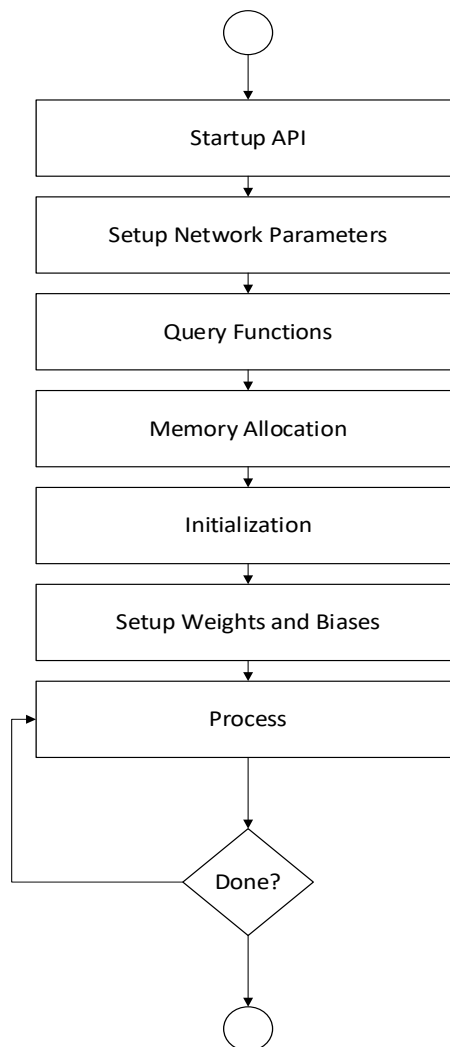 Startup API
Setup Network Parameters
Query Functions
Memory Allocation
Initialization
Setup Weights and Biases
Process
Done?